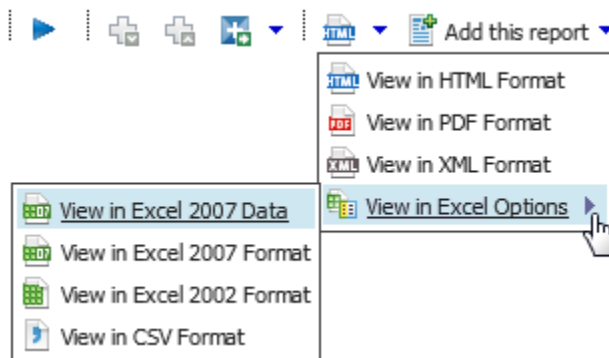 Add this report
View in HTML Format
View in PDF Format
View in XML Format
View in Excel Options
View in Excel 2007 Data
View in Excel 2007 Format
View in Excel 2002 Format
View in CSV Format